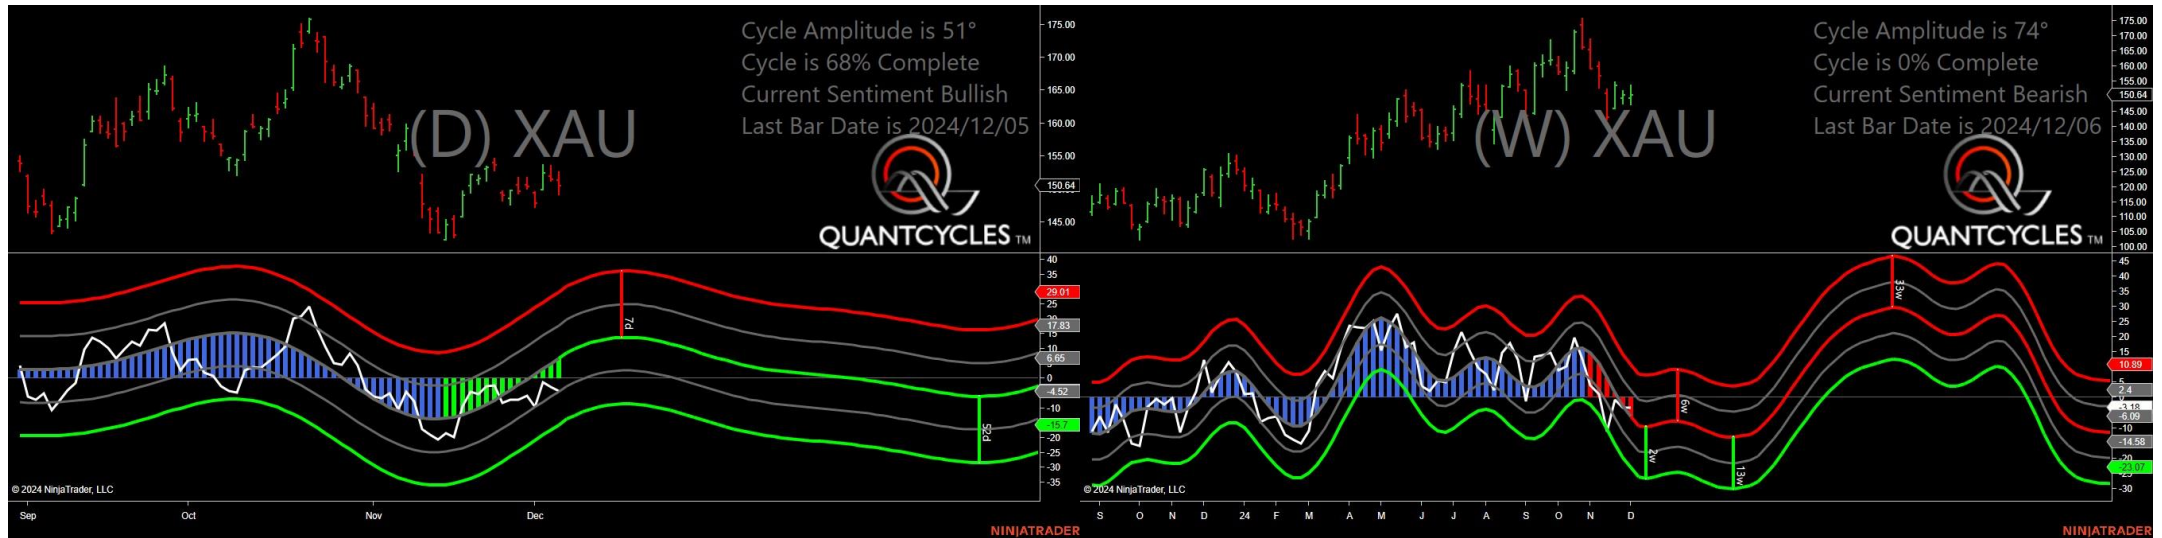 Cycle Amplitude is 51°
Cycle is 68% Complete
Current Sentiment Bullish
Last Bar Date is 2024/12/05
(D) XAU
QUANTCYCLES TM
175.00
170.00
165.00
160.00
155.00
150.64
145.00
40
35
29.01
25
17.83
15
10
6.65
0
-4.52
-10
-15.7
-20
-25
-30
-35
7d
52d
© 2024 NinjaTrader, LLC
Sep Oct Nov Dec
NINJATRADER
Cycle Amplitude is 74°
Cycle is 0% Complete
Current Sentiment Bearish
Last Bar Date is 2024/12/06
(W) XAU
QUANTCYCLES TM
175.00
170.00
165.00
160.00
155.00
150.64
145.00
140.00
135.00
130.00
125.00
120.00
115.00
110.00
105.00
100.00
45
40
35
30
25
20
15
10.89
5
2.4
-3.18
-6.09
-10
-14.58
-20
-23.07
-30
33w
6w
2w
13w
© 2024 NinjaTrader, LLC
S O N D 24 F M A M J J A S O N D
NINJATRADER